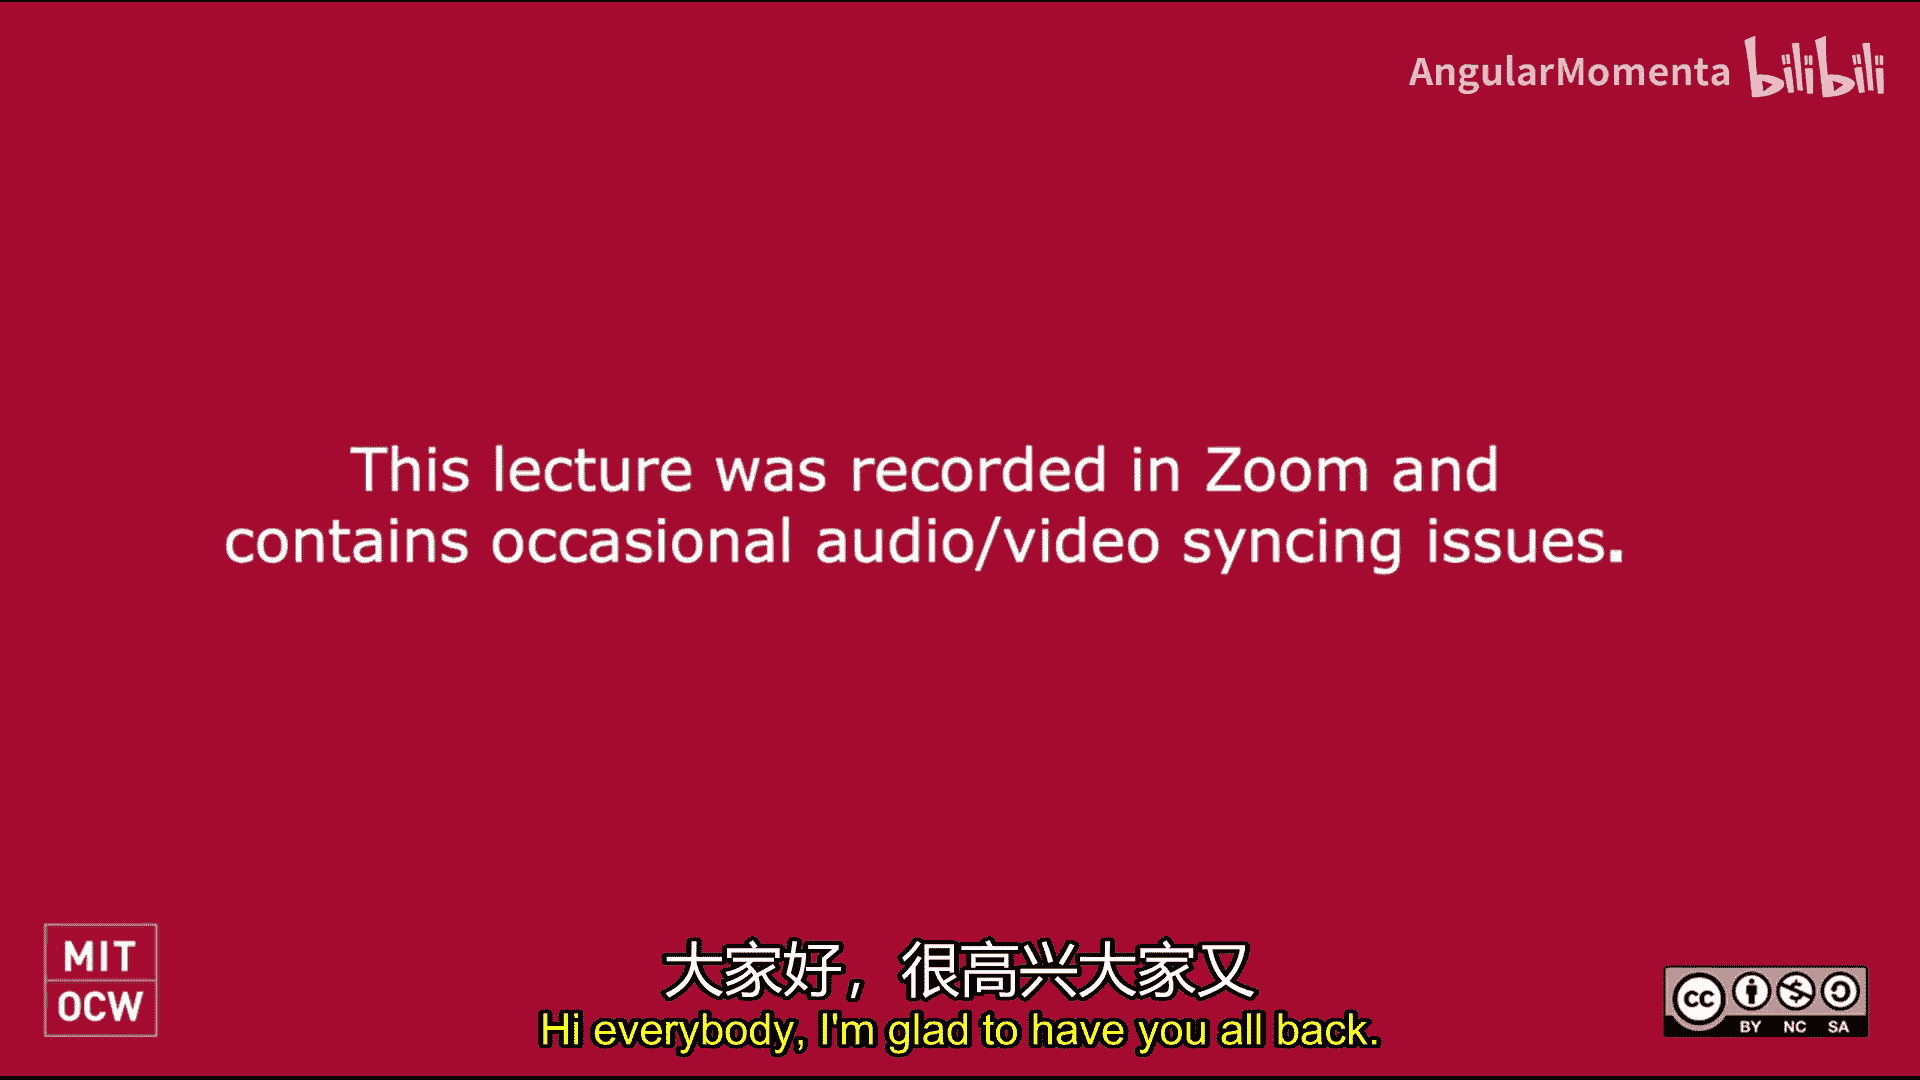 AngularMomenta bilibili
This lecture was recorded in Zoom and
contains occasional audio/video syncing issues.
MIT
OCW
大家好，很高兴大家又
Hi everybody, I'm glad to have you all back.
cc
BY NC SA